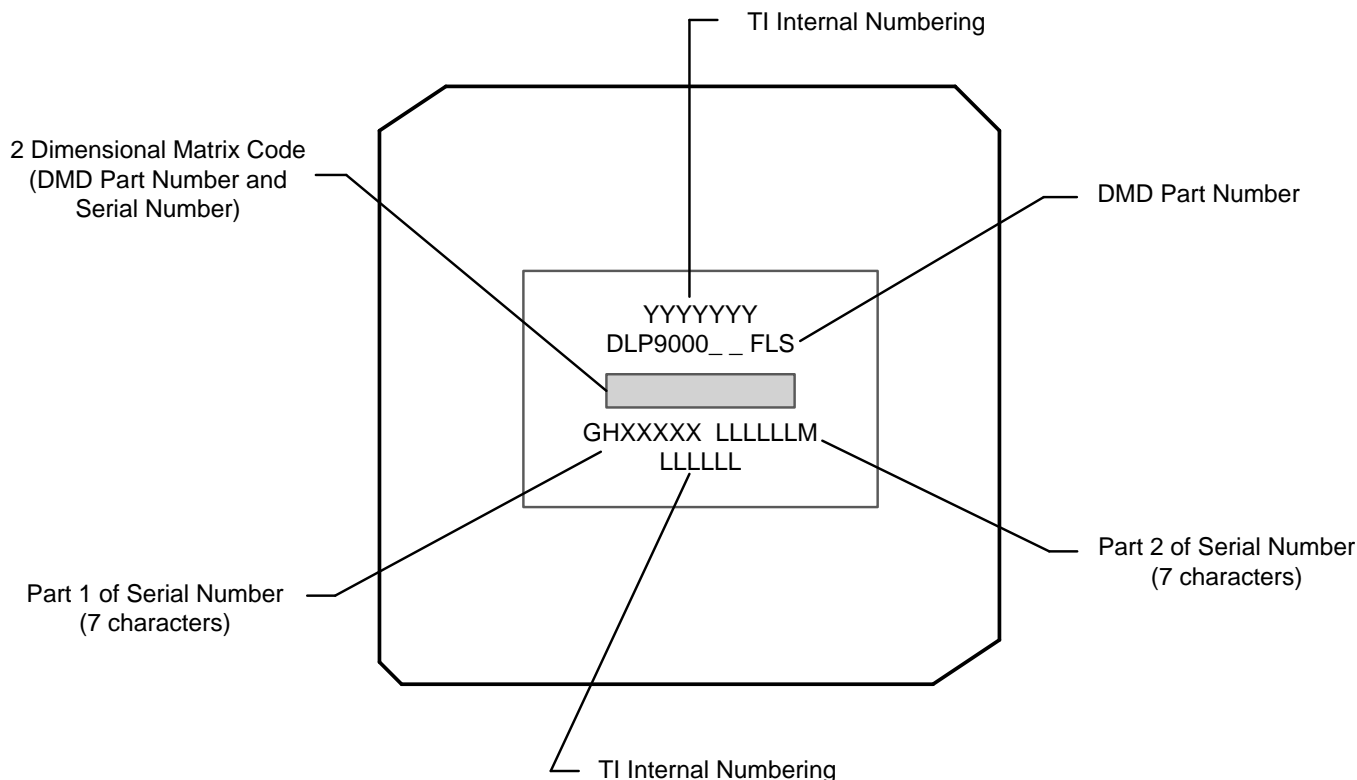 TI Internal Numbering
2 Dimensional Matrix Code
(DMD Part Number and
Serial Number)
DMD Part Number
YYYYYYY
DLP9000_ _ FLS
GHXXXXX LLLLLLM
LLLLLL
Part 2 of Serial Number
(7 characters)
Part 1 of Serial Number
(7 characters)
TI Internal Numbering